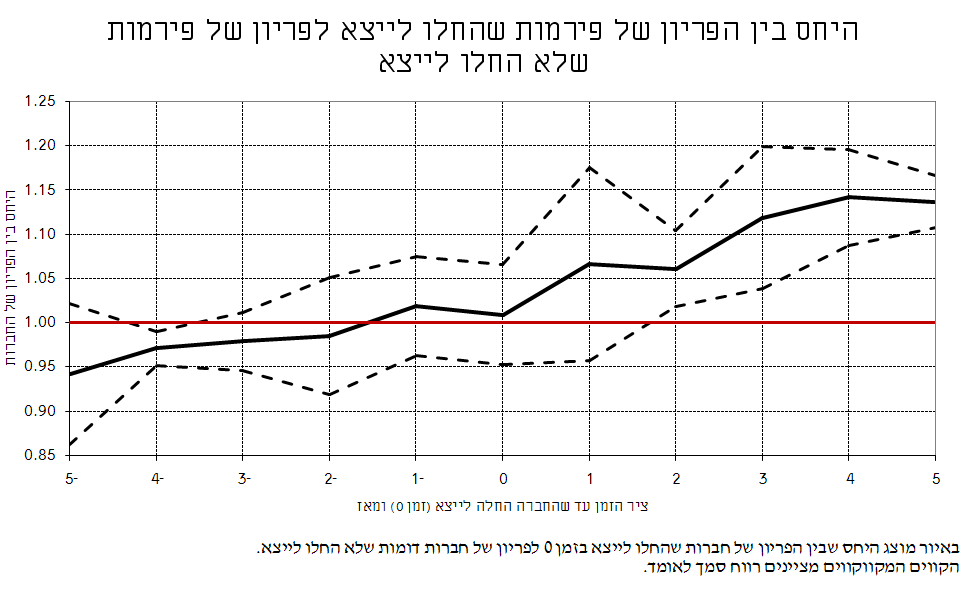 היחס בין הפריון של פירמות שהחלו לייצא לפריון של פירמות
שלא החלו לייצא
היחס בין הפריון של החברות
1.25
1.20
1.15
1.10
1.05
1.00
0.95
0.90
0.85
5- 4- 3- 2- 1- 0 1 2 3 4 5
ציר הזמן עד שהחברה החלה לייצא (זמן 0) ומאז
באיור מוצג היחס שבין הפריון של חברות שהחלו לייצא בזמן 0 לפריון של חברות דומות שלא החלו לייצא.
הקווים המקווקווים מציינים רווח סמך לאומד.